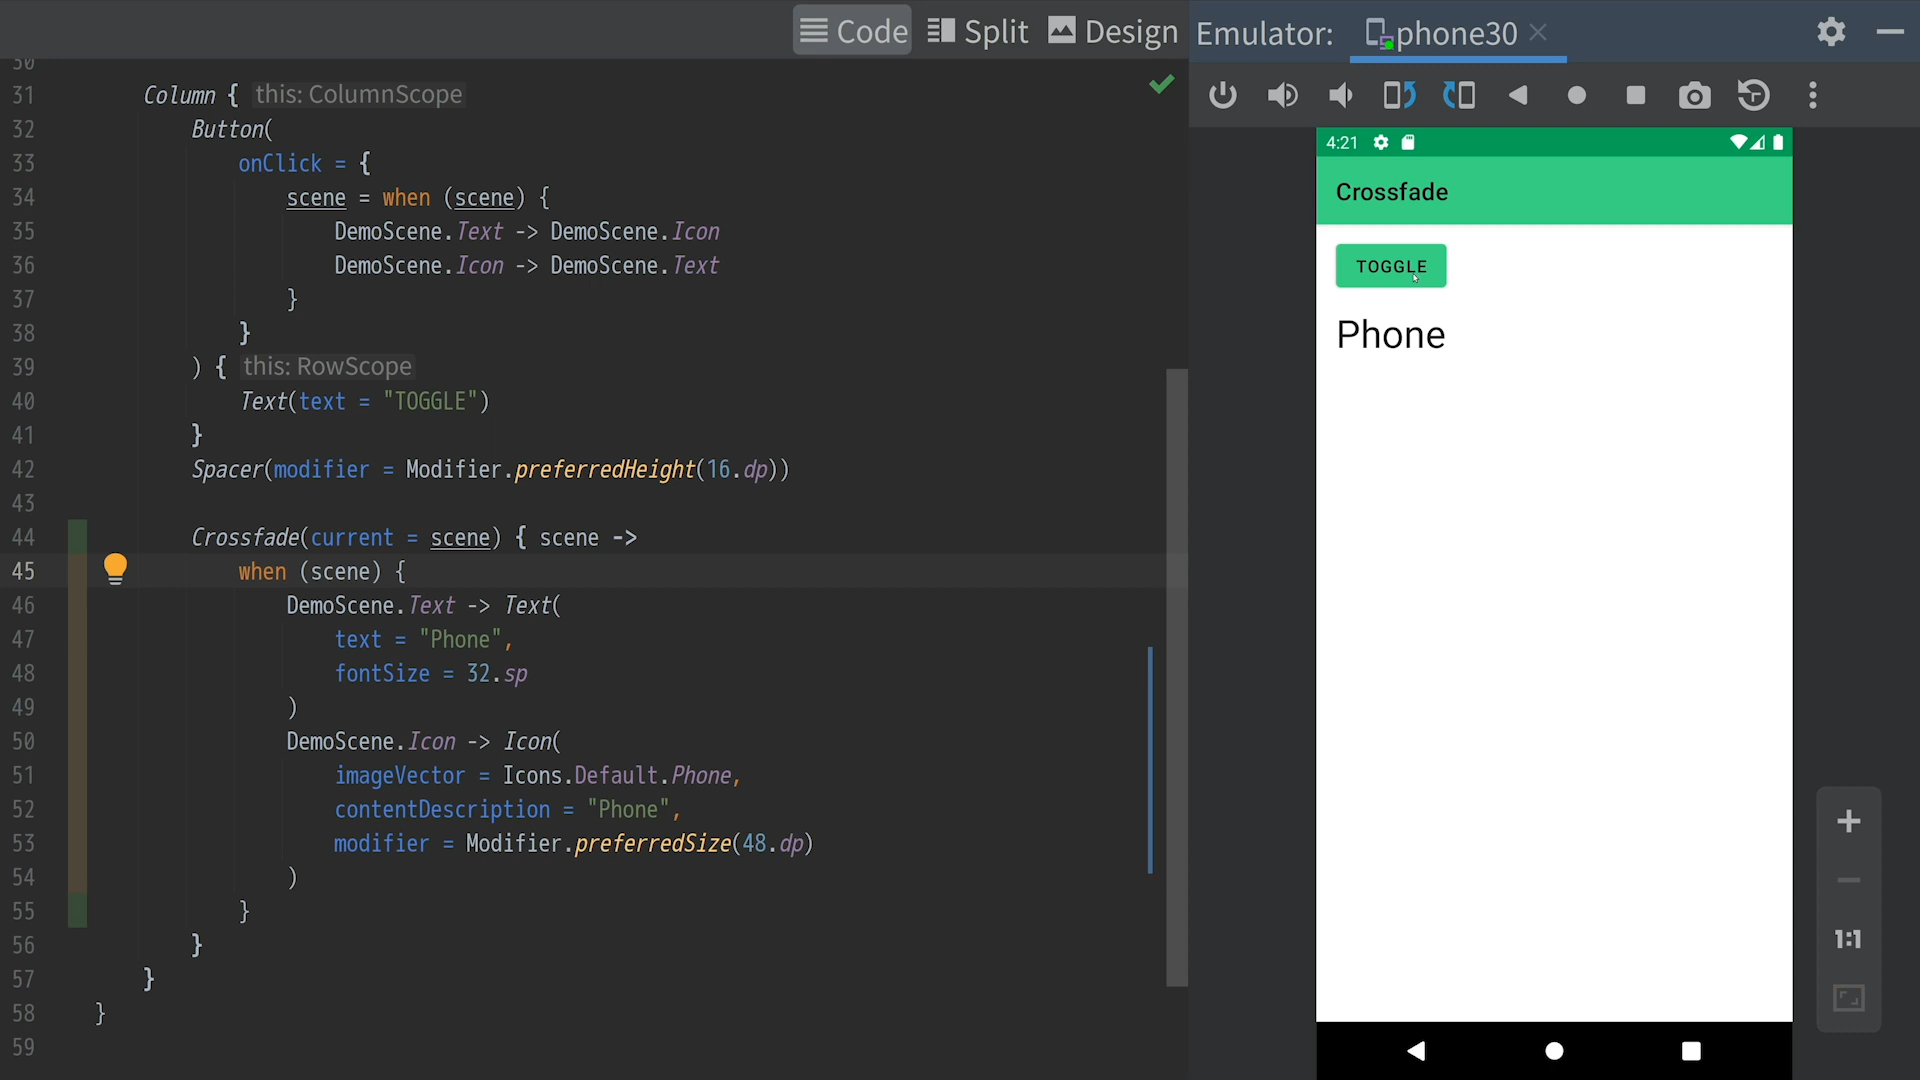 Code Split Design Emulator: phone30
30
31 Column { this: ColumnScope
32 Button(
33 onClick = {
34 scene = when (scene) {
35 DemoScene.Text -> DemoScene.Icon
36 DemoScene.Icon -> DemoScene.Text
37 }
38 }
39 ) { this: RowScope
40 Text(text = "TOGGLE")
41 }
42 Spacer(modifier = Modifier.preferredHeight(16.dp))
43
44 Crossfade(current = scene) { scene ->
45 when (scene) {
46 DemoScene.Text -> Text(
47 text = "Phone",
48 fontSize = 32.sp
49 )
50 DemoScene.Icon -> Icon(
51 imageVector = Icons.Default.Phone,
52 contentDescription = "Phone",
53 modifier = Modifier.preferredSize(48.dp)
54 )
55 }
56 }
57 }
58 }
59
4:21
Crossfade
TOGGLE
Phone
1:1